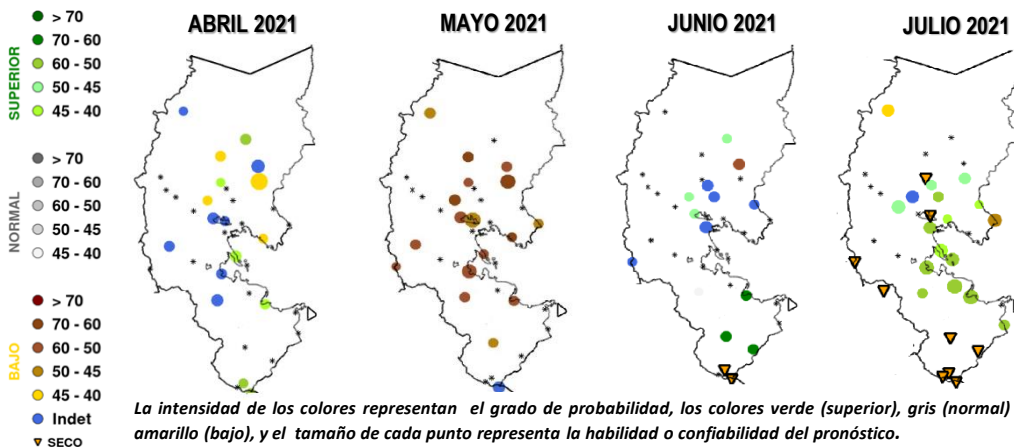 ABRIL 2021
MAYO 2021
JUNIO 2021
JULIO 2021
SUPERIOR
> 70
70 - 60
60 - 50
50 - 45
45 - 40
NORMAL
> 70
70 - 60
60 - 50
50 - 45
45 - 40
BAJO
> 70
70 - 60
60 - 50
50 - 45
45 - 40
Indet
SECO
La intensidad de los colores representan el grado de probabilidad, los colores verde (superior), gris (normal)
amarillo (bajo), y el tamaño de cada punto representa la habilidad o confiabilidad del pronóstico.